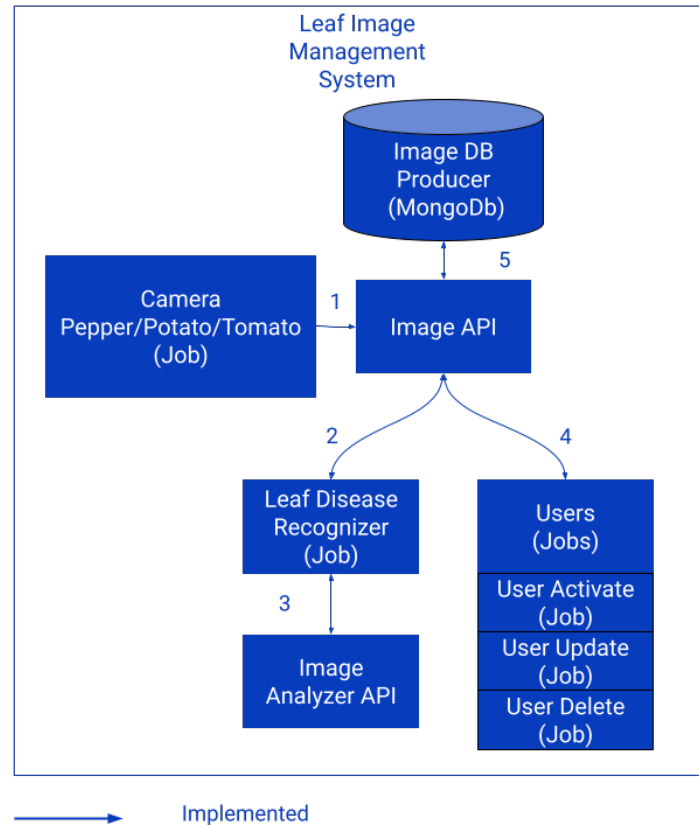 Leaf Image
Management
System
Image DB
Producer
(MongoDb)
5
Camera
Pepper/Potato/Tomato
(Job)
1
Image API
2
4
Leaf Disease
Recognizer
(Job)
Users
(Jobs)
3
User Activate
(Job)
User Update
(Job)
Image
Analyzer API
User Delete
(Job)
Implemented